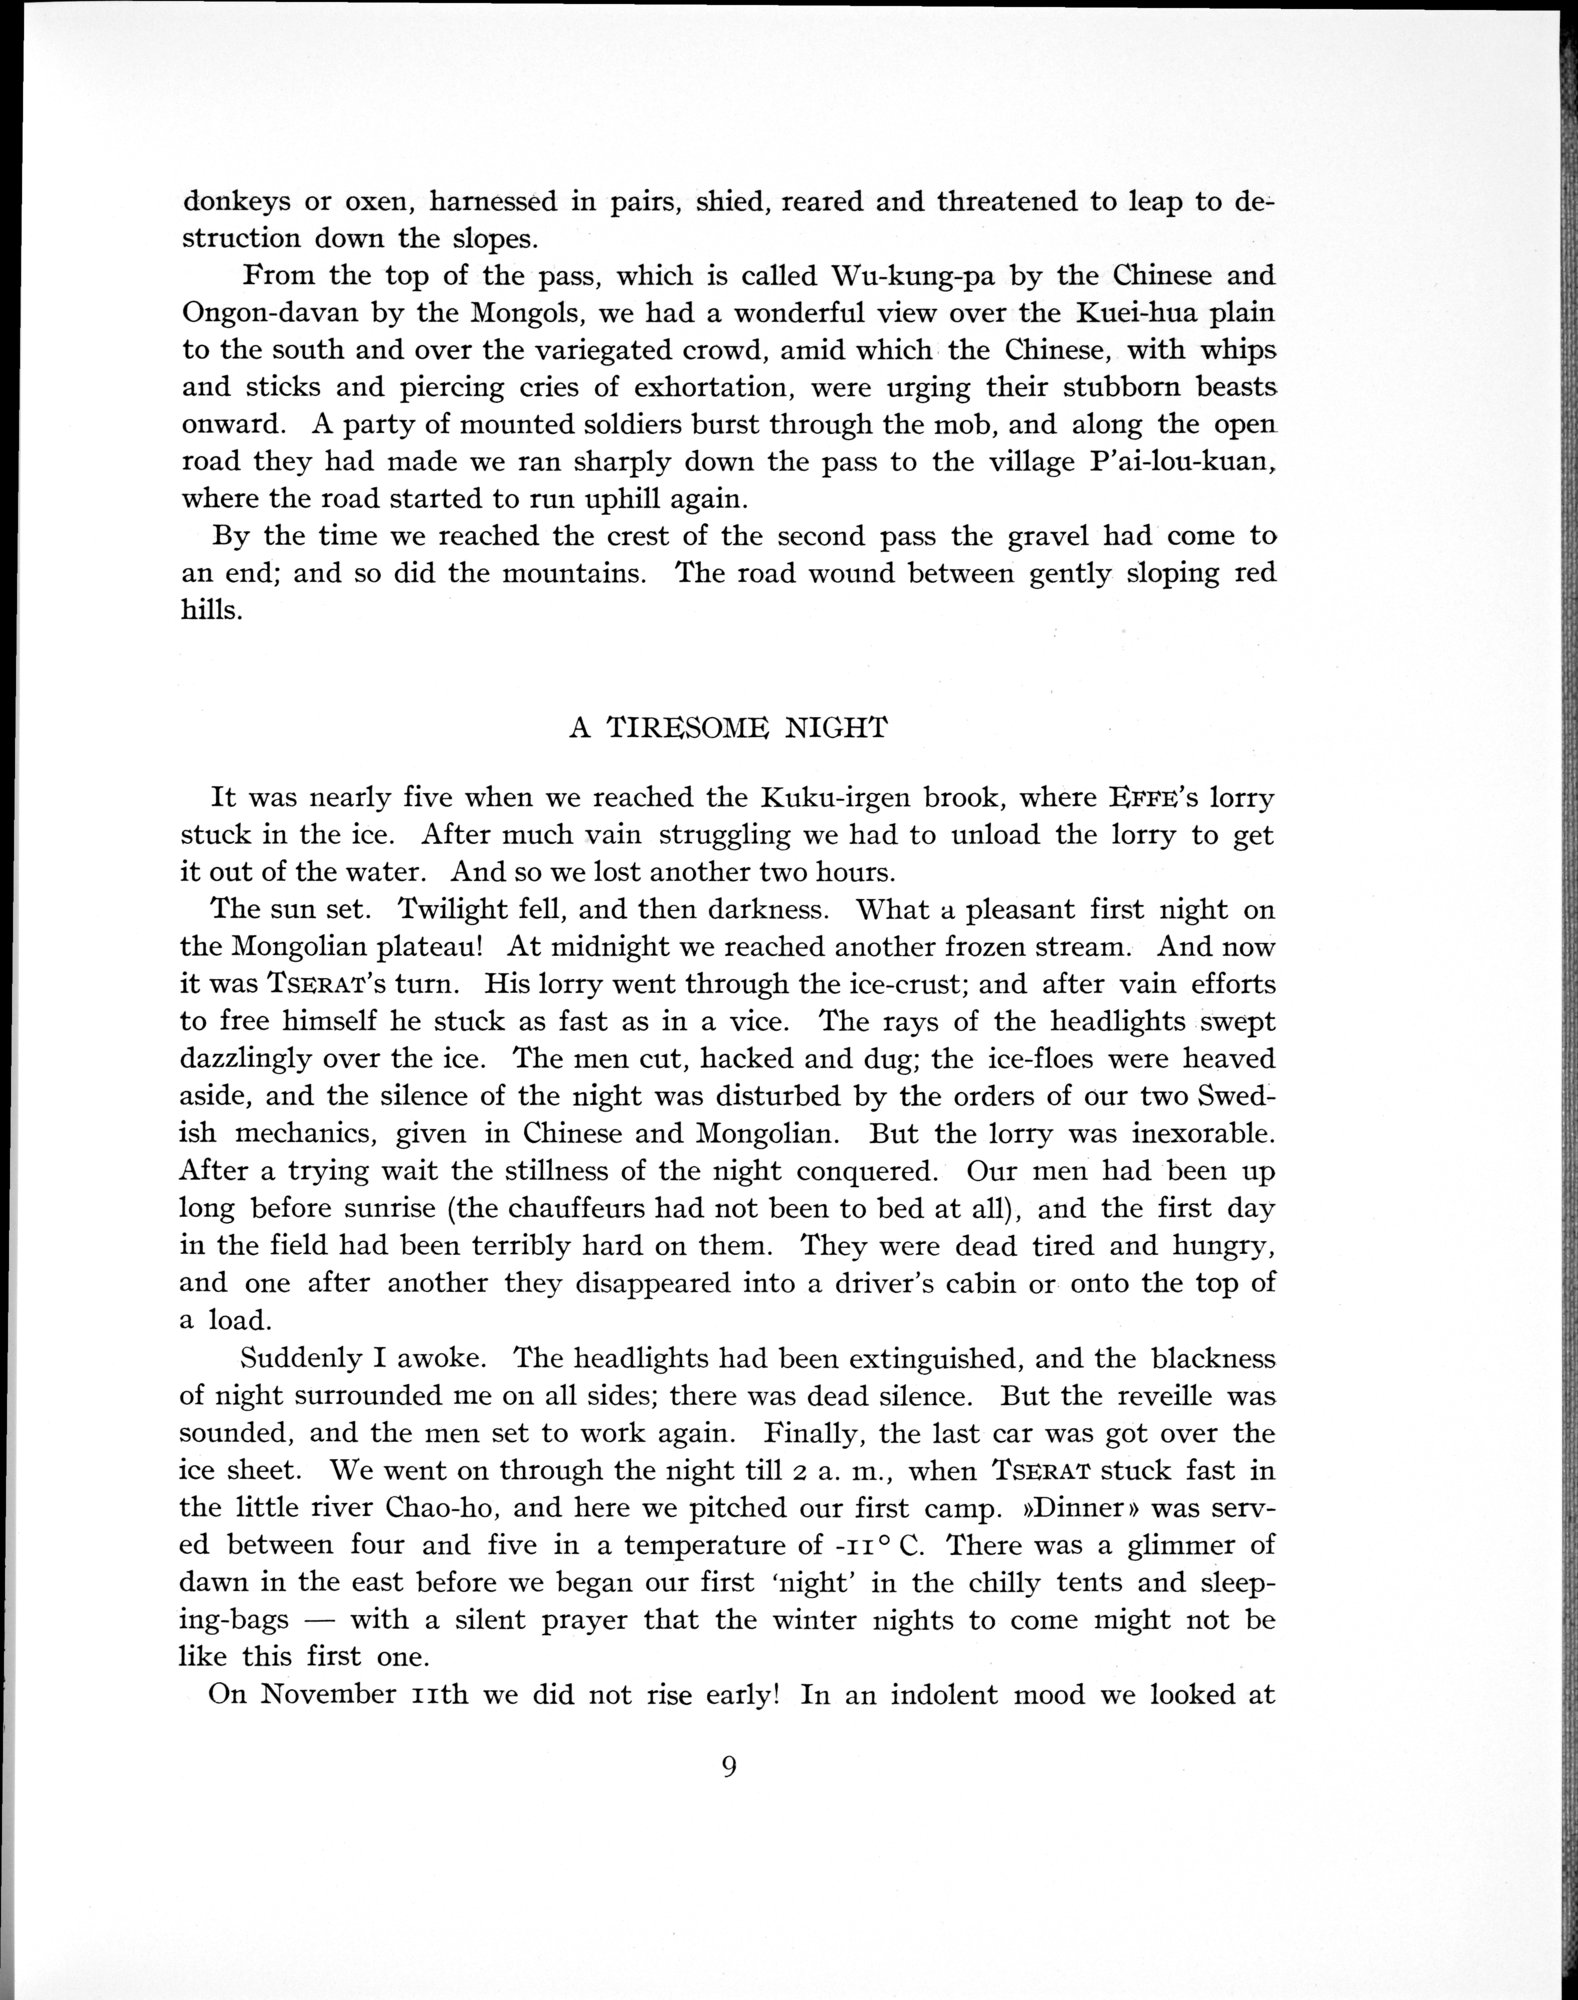 donkeys or oxen, harnessed in pairs, shied, reared and threatened to leap to de-
struction down the slopes.
From the top of the pass, which is called Wu-kung-pa by the Chinese and
Ongon-davan by the Mongols, we had a wonderful view over the Kuei-hua plain
to the south and over the variegated crowd, amid which the Chinese, with whips
and sticks and piercing cries of exhortation, were urging their stubborn beasts
onward. A party of mounted soldiers burst through the mob, and along the open
road they had made we ran sharply down the pass to the village P'ai-lou-kuan,
where the road started to run uphill again.
By the time we reached the crest of the second pass the gravel had come to
an end; and so did the mountains. The road wound between gently sloping red
hills.
A TIRESOME NIGHT
It was nearly five when we reached the Kuku-irgen brook, where EFFE's lorry
stuck in the ice. After much vain struggling we had to unload the lorry to get
it out of the water. And so we lost another two hours.
The sun set. Twilight fell, and then darkness. What a pleasant first night on
the Mongolian plateau! At midnight we reached another frozen stream. And now
it was TSERAT's turn. His lorry went through the ice-crust; and after vain efforts
to free himself he stuck as fast as in a vice. The rays of the headlights swept
dazzlingly over the ice. The men cut, hacked and dug; the ice-floes were heaved
aside, and the silence of the night was disturbed by the orders of our two Swed-
ish mechanics, given in Chinese and Mongolian. But the lorry was inexorable.
After a trying wait the stillness of the night conquered. Our men had been up
long before sunrise (the chauffeurs had not been to bed at all), and the first day
in the field had been terribly hard on them. They were dead tired and hungry,
and one after another they disappeared into a driver's cabin or onto the top of
a load.
Suddenly I awoke. The headlights had been extinguished, and the blackness
of night surrounded me on all sides; there was dead silence. But the reveille was
sounded, and the men set to work again. Finally, the last car was got over the
ice sheet. We went on through the night till 2 a. m., when TSERAT stuck fast in
the little river Chao-ho, and here we pitched our first camp. »Dinner» was serv-
ed between four and five in a temperature of -11° C. There was a glimmer of
dawn in the east before we began our first 'night' in the chilly tents and sleep-
ing-bags — with a silent prayer that the winter nights to come might not be
like this first one.
On November 11th we did not rise early! In an indolent mood we looked at
9